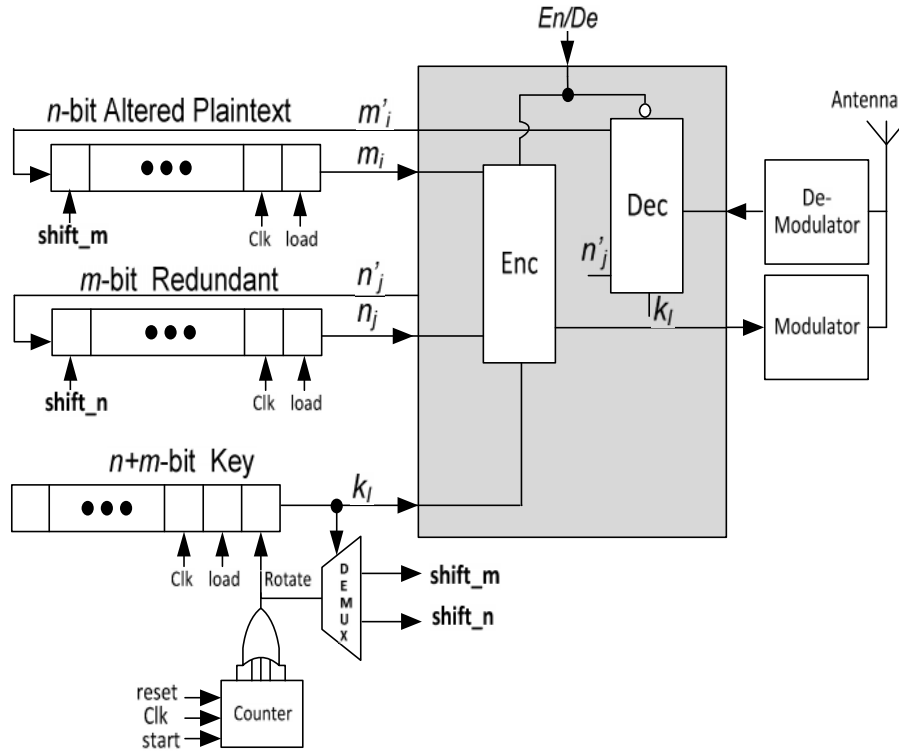 En/De
n-bit Altered Plaintext
m'i
mi
Antenna
shift_m
Clk
load
Enc
Dec
De-
Modulator
m-bit Redundant
n'j
nj
n'j
kl
Modulator
shift_n
Clk
load
n+m-bit Key
kl
Clk
load
Rotate
DEMUX
shift_m
shift_n
reset
Clk
start
Counter